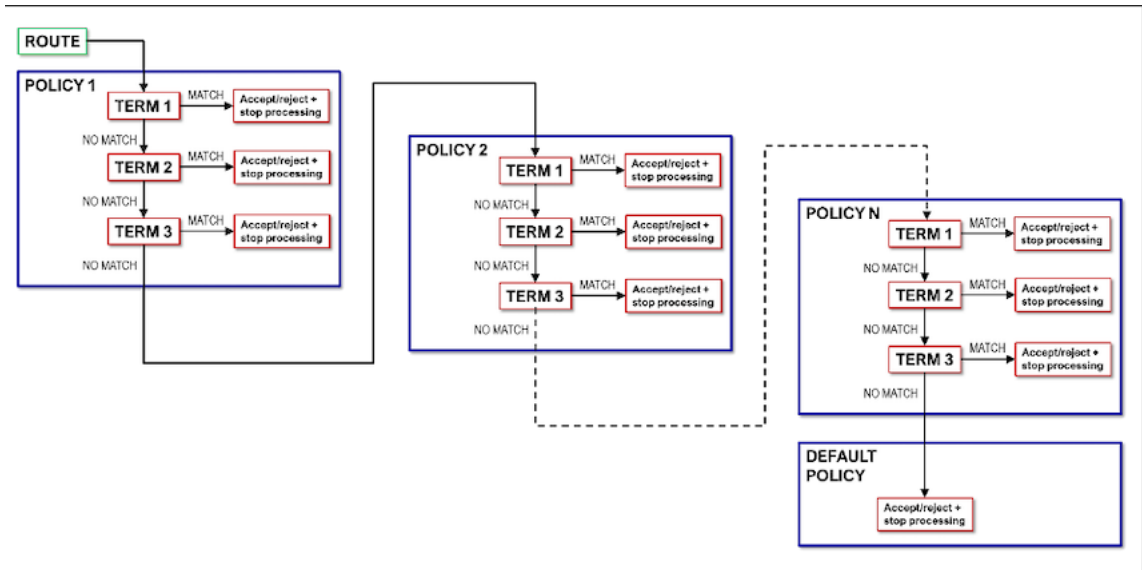 ROUTE
POLICY 1
TERM 1
MATCH
Accept/reject +
stop processing
NO MATCH
TERM 2
MATCH
Accept/reject +
stop processing
NO MATCH
TERM 3
MATCH
Accept/reject +
stop processing
NO MATCH
POLICY 2
TERM 1
MATCH
Accept/reject +
stop processing
NO MATCH
TERM 2
MATCH
Accept/reject +
stop processing
NO MATCH
TERM 3
MATCH
Accept/reject +
stop processing
NO MATCH
POLICY N
TERM 1
MATCH
Accept/reject +
stop processing
NO MATCH
TERM 2
MATCH
Accept/reject +
stop processing
NO MATCH
TERM 3
MATCH
Accept/reject +
stop processing
NO MATCH
DEFAULT
POLICY
Accept/reject +
stop processing